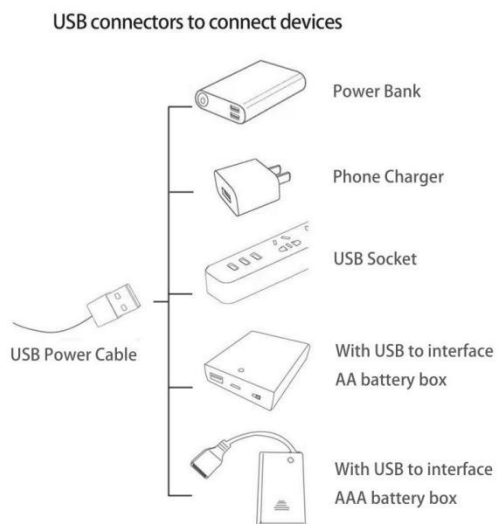 USB connectors to connect devices
Power Bank
Phone Charger
USB Socket
USB Power Cable
With USB to interface
AA battery box
With USB to interface
AAA battery box